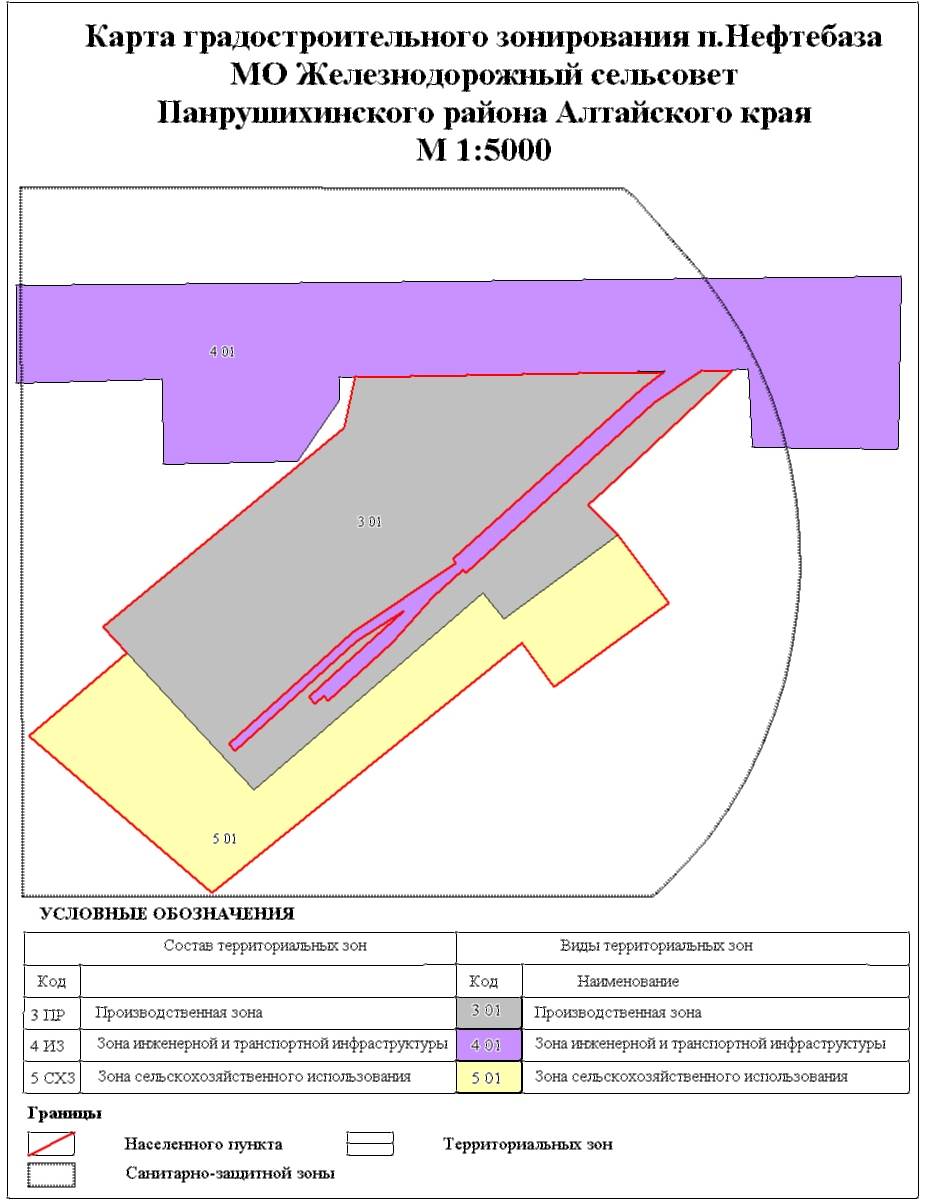 Карта градостроительного зонирования п.Нефтебаза
МО Железнодорожный сельсовет
Панрушихинского района Алтайского края
М 1:5000
4 01
3 01
5 01
УСЛОВНЫЕ ОБОЗНАЧЕНИЯ
Состав территориальных зон Виды территориальных зон
Код Код Наименование
3 ПР Производственная зона 3 01 Производственная зона
4 ИЗ Зона инженерной и транспортной инфраструктуры 4 01 Зона инженерной и транспортной инфраструктуры
5 СХЗ Зона сельскохозяйственного использования 5 01 Зона сельскохозяйственного использования
Границы
Населенного пункта Территориальных зон
Санитарно-защитной зоны